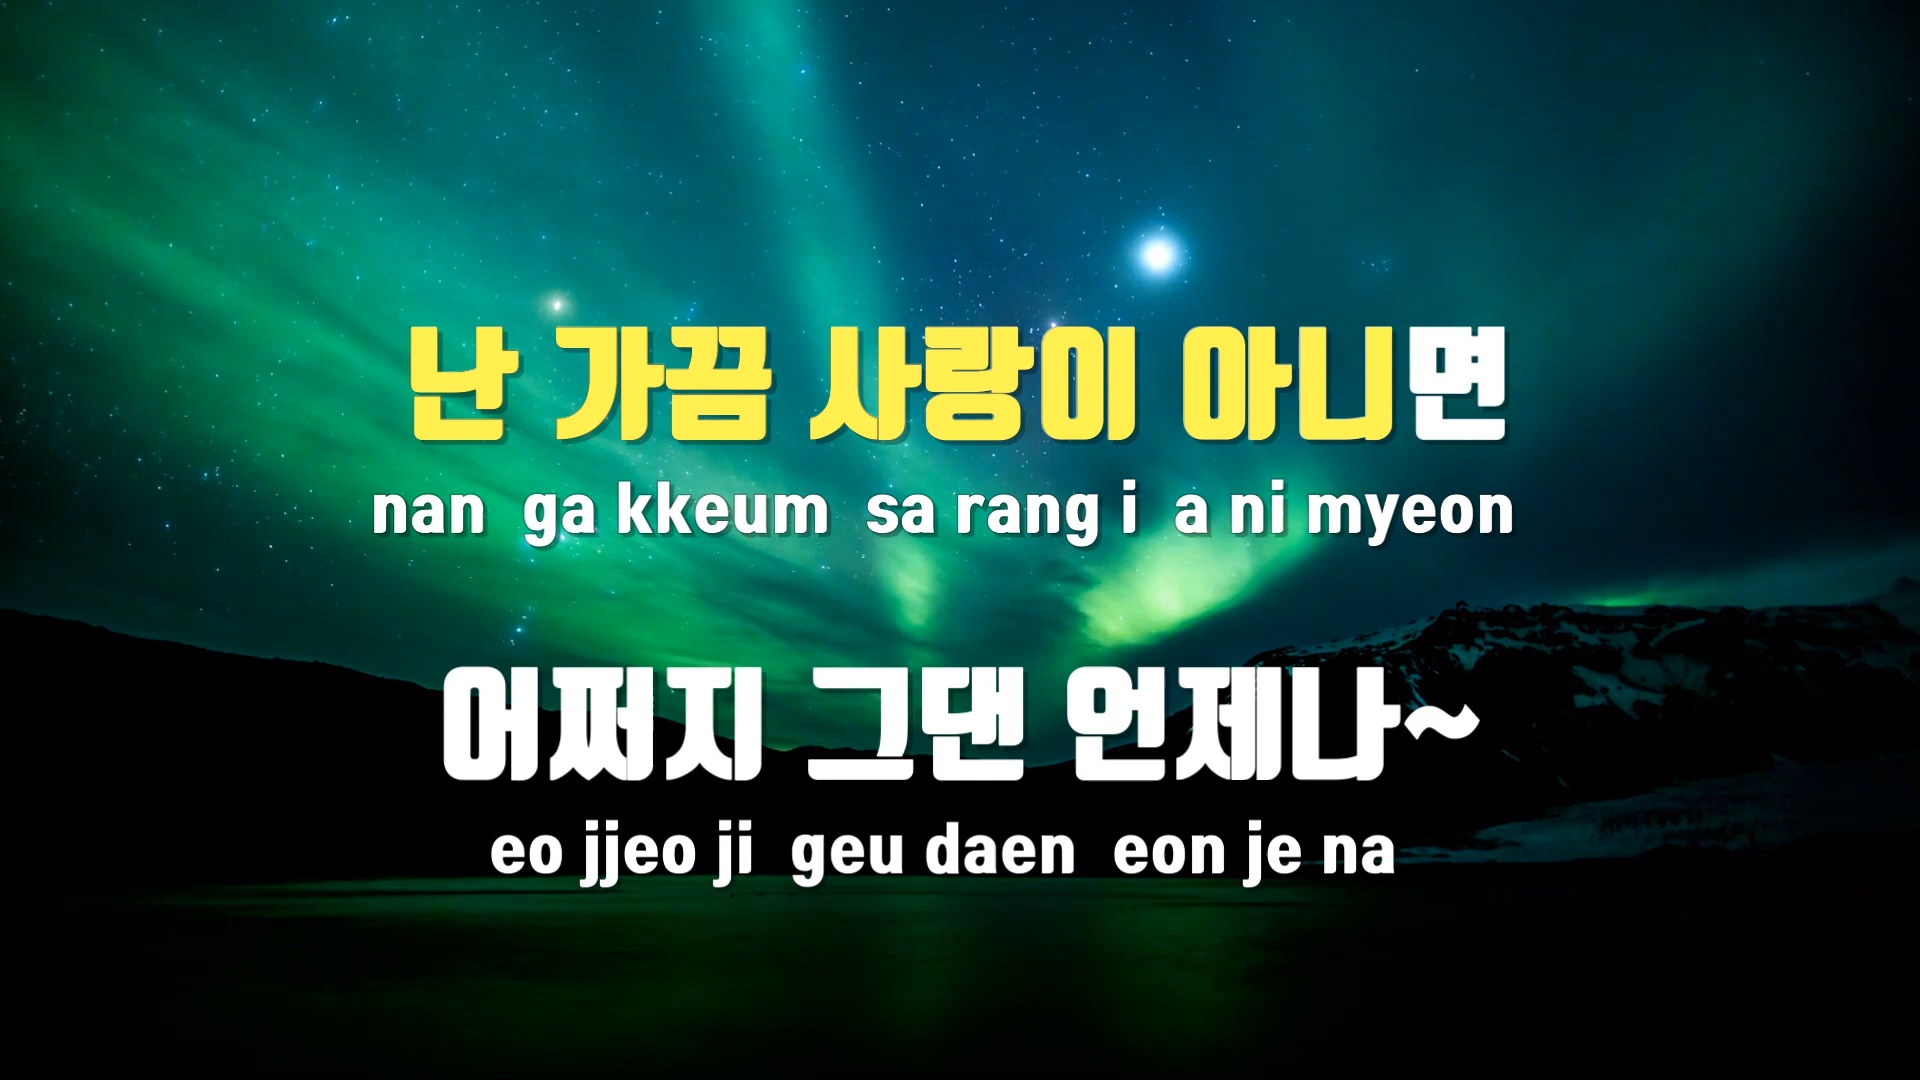 난 가끔 사랑이 아니면
nan ga kkeum sa rang i a ni myeon
어쩌지 그댄 언제나~
eo jjeo ji geu daen eon je na